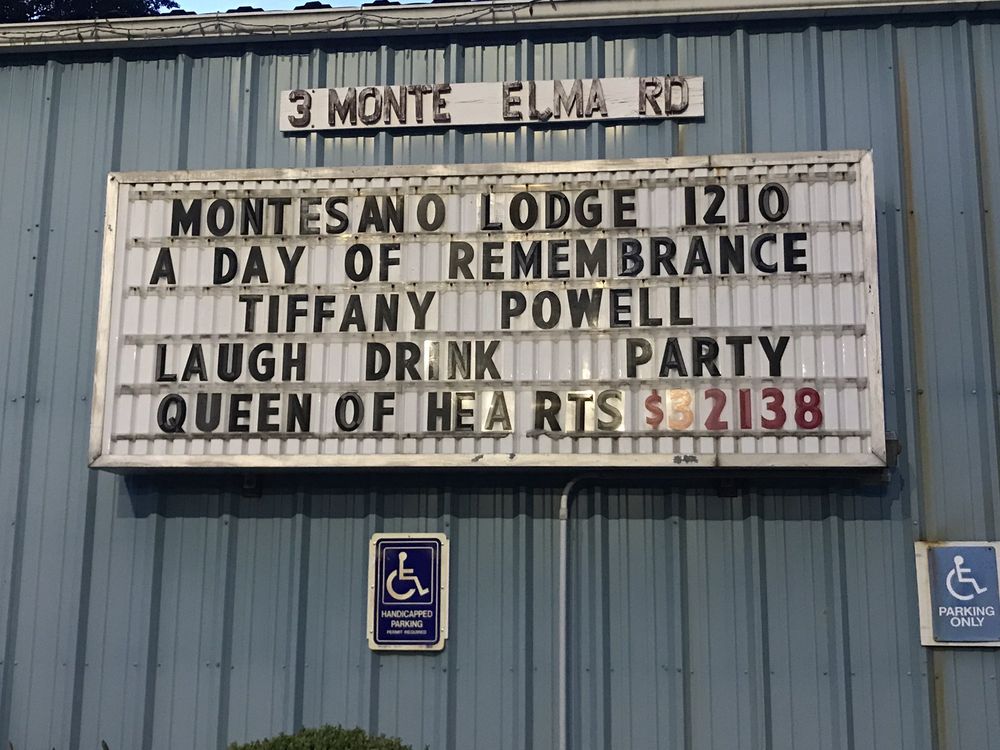 3 MONTE ELMA RD
MONTESANO LODGE 1210
A DAY OF REMEMBRANCE
TIFFANY POWELL
LAUGH DRINK PARTY
QUEEN OF HEARTS $32138
HANDICAPPED
PARKING
PERMIT REQUIRED
PARKING
ONLY